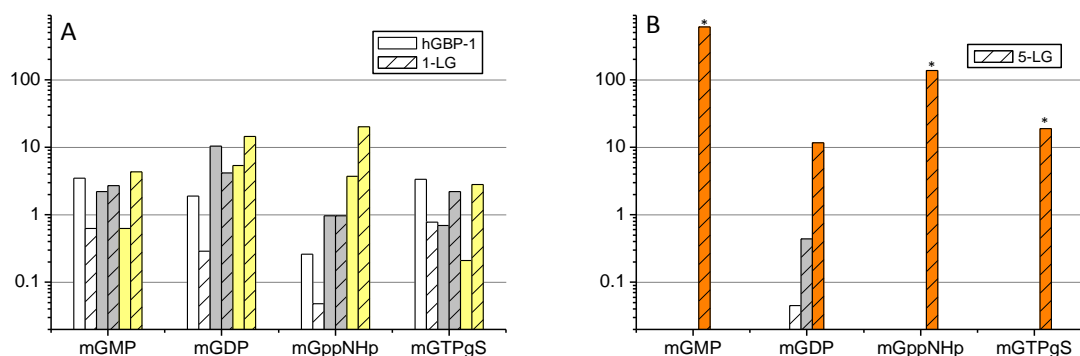 A
hGBP-1
1-LG
100
10
1
0.1
mGMP mGDP mGppNHp mGTPgS
B
5-LG
*
*
*
100
10
1
0.1
mGMP mGDP mGppNHp mGTPgS